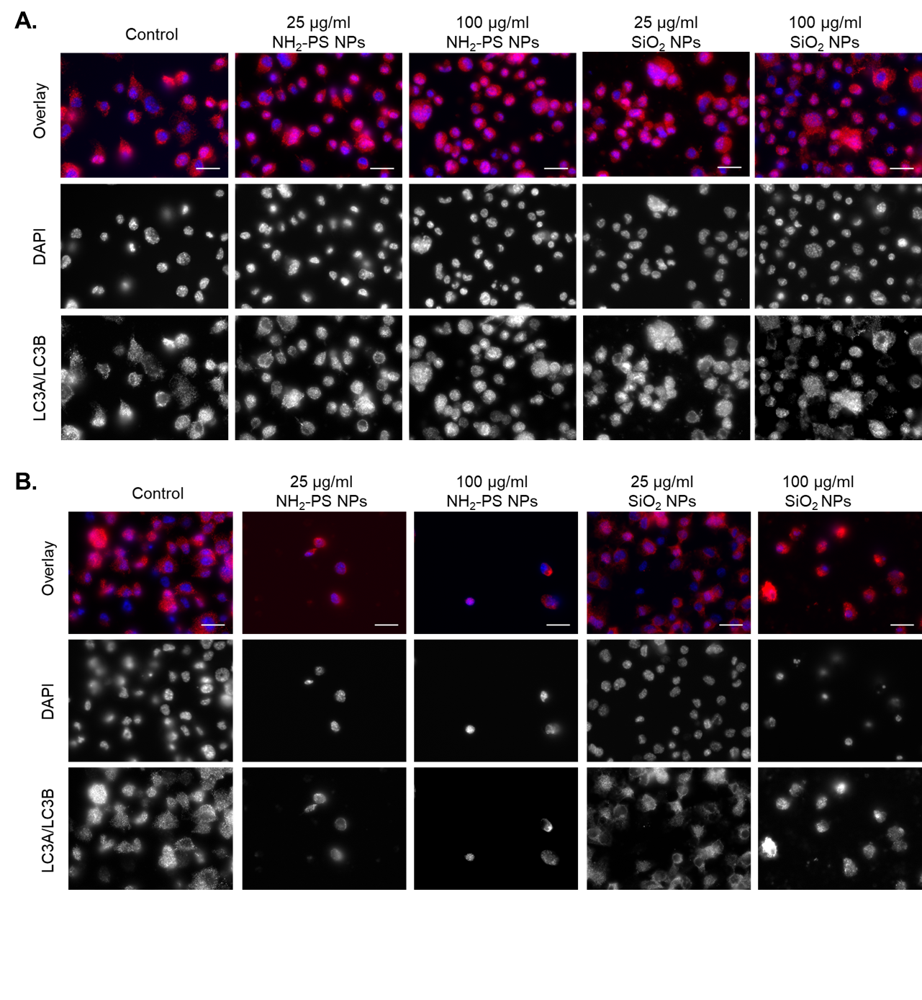 A.
Control
25 µg/ml
NH₂-PS NPs
100 µg/ml
NH₂-PS NPs
25 µg/ml
SiO₂ NPs
100 µg/ml
SiO₂ NPs
Overlay
DAPI
LC3A/LC3B
B.
Control
25 µg/ml
NH₂-PS NPs
100 µg/ml
NH₂-PS NPs
25 µg/ml
SiO₂ NPs
100 µg/ml
SiO₂ NPs
Overlay
DAPI
LC3A/LC3B